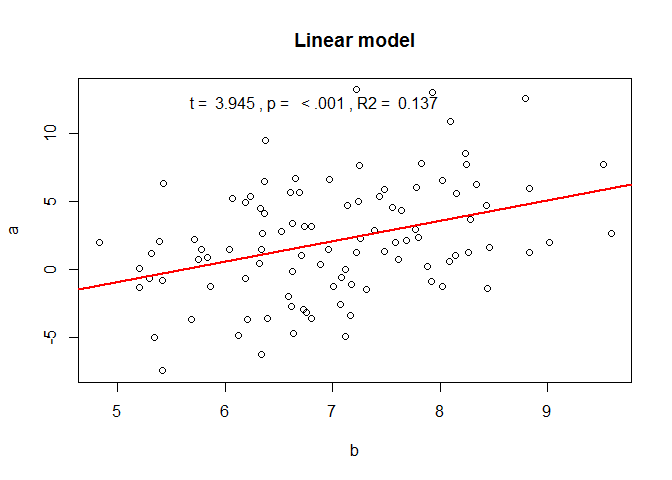 Linear model
t = 3.945 , p = < .001 , R2 = 0.137
10
5
0
-5
a
5 6 7 8 9
b